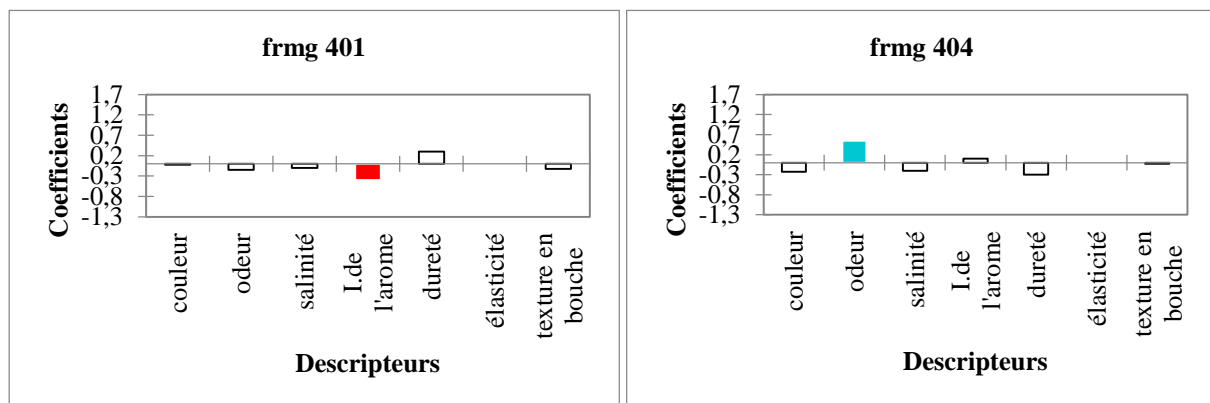 frmg 401
Coefficients
1,7
1,2
0,7
0,2
-0,3
-0,8
-1,3
couleur
odeur
salinité
I.de
l'arome
dureté
élasticité
texture en
bouche
Descripteurs
frmg 404
Coefficients
1,7
1,2
0,7
0,2
-0,3
-0,8
-1,3
couleur
odeur
salinité
I.de
l'arome
dureté
élasticité
texture en
bouche
Descripteurs